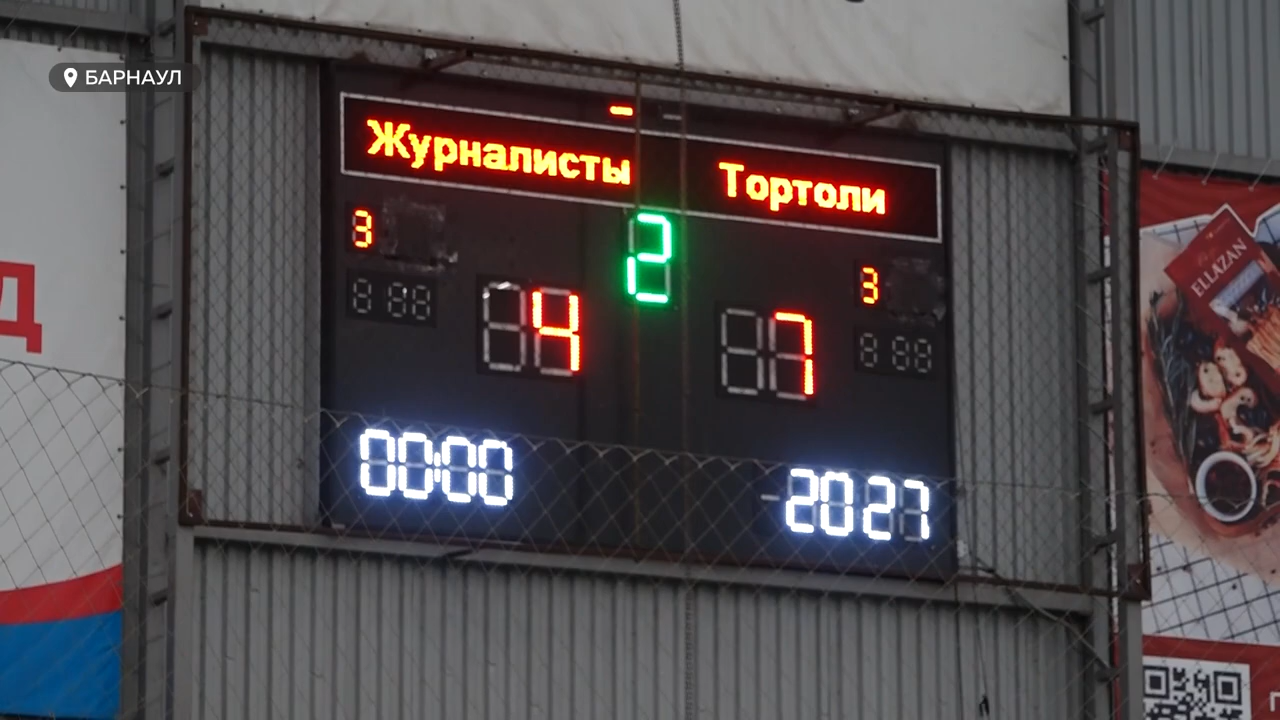 БАРНАУЛ
Журналисты Тортоли
3 2 3
4 7
00:00 2027
Д
ELLAZAN